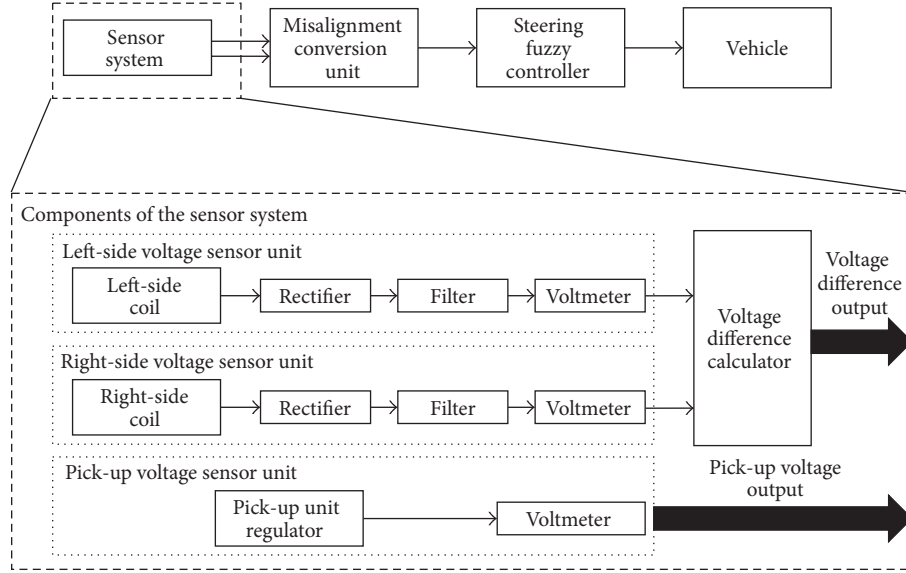 Sensor
system
Misalignment
conversion
unit
Steering
fuzzy
controller
Vehicle
Components of the sensor system
Left-side voltage sensor unit
Left-side
coil
Rectifier
Filter
Voltmeter
Right-side voltage sensor unit
Right-side
coil
Rectifier
Filter
Voltmeter
Voltage
difference
calculator
Voltage
difference
output
Pick-up voltage sensor unit
Pick-up unit
regulator
Voltmeter
Pick-up voltage
output